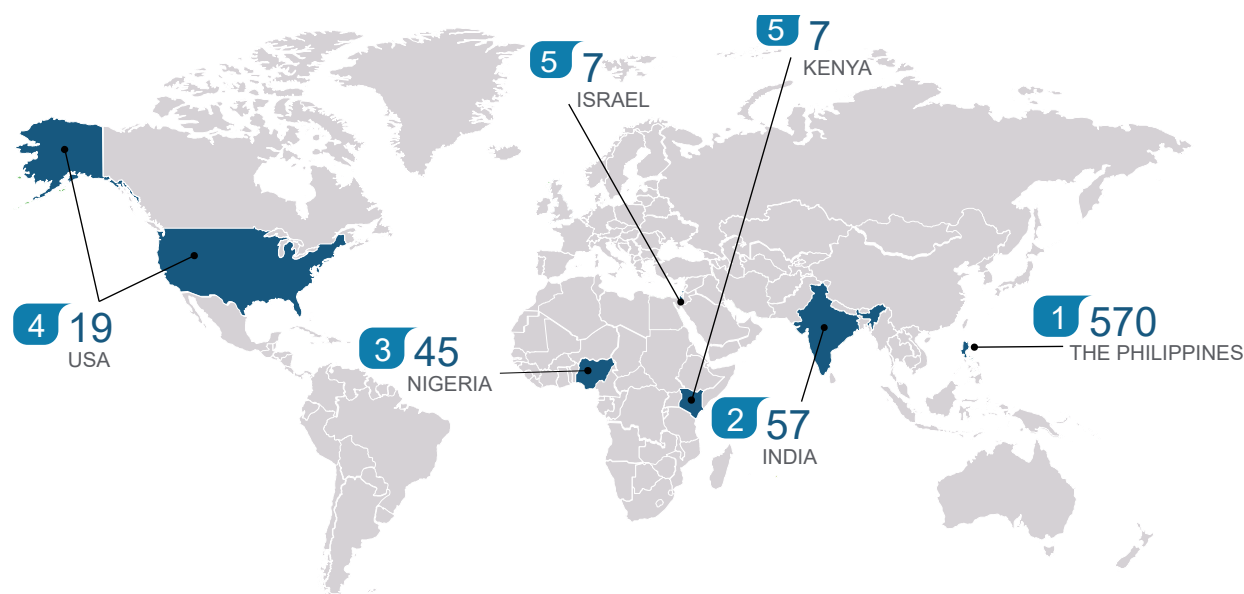 5 7
KENYA
5 7
ISRAEL
4 19
USA
3 45
NIGERIA
1 570
THE PHILIPPINES
2 57
INDIA